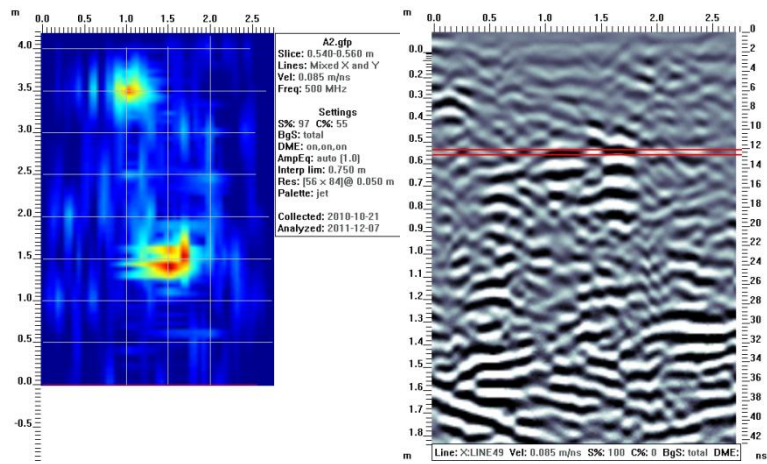 m
0.0 0.5 1.0 1.5 2.0 2.5
4.2
4.0
3.5
3.0
2.5
2.0
1.5
1.0
0.5
0.0
-0.5
A2.gfp
Slice: 0.540-0.560 m
Lines: Mixed X and Y
Vel: 0.085 m/ns
Freq: 500 MHz
Settings
S%: 97 C%: 55
BgS: total
DME: on,on,on
AmpEq: auto [1.0]
Interp lim: 0.750 m
Res: [56 x 84]@ 0.050 m
Palette: jet
Collected: 2010-10-21
Analyzed: 2011-12-07
m
0.0 0.5 1.0 1.5 2.0 2.5
0.0
0.1
0.2
0.3
0.4
0.5
0.6
0.7
0.8
0.9
1.0
1.1
1.2
1.3
1.4
1.5
1.6
1.7
1.8
m
0
2
4
6
8
10
12
14
16
18
20
22
24
26
28
30
32
34
36
38
40
42
ns
Line: X:LINE49 Vel: 0.085 m/ns S%: 100 C%: 0 BgS: total DME: